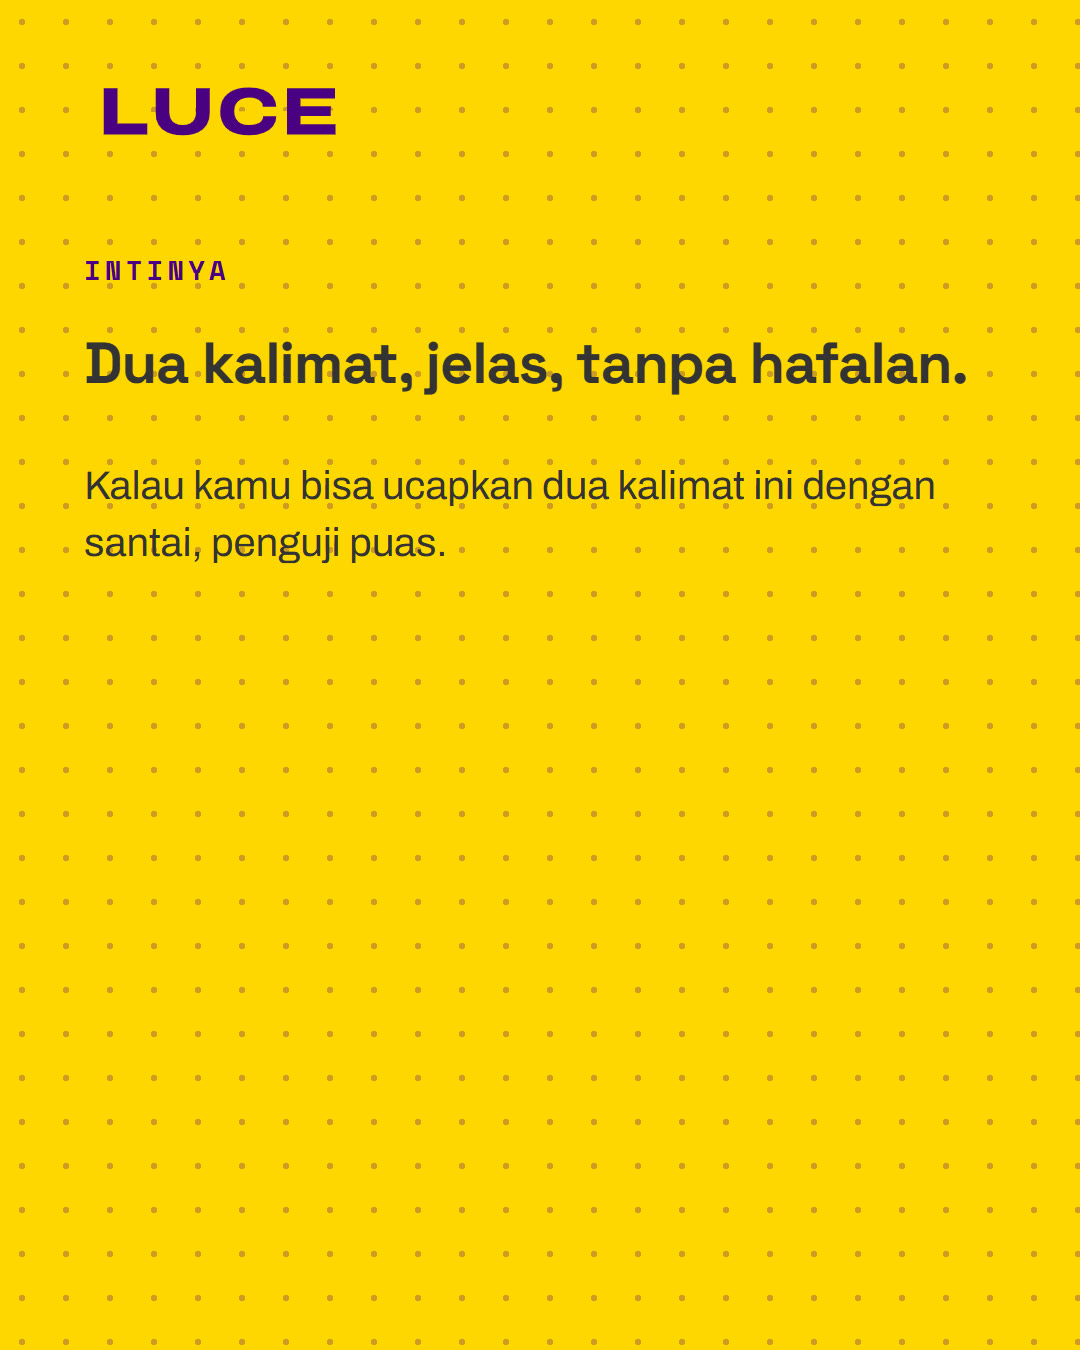 LUCE
INTINYA
Dua kalimat, jelas, tanpa hafalan.
Kalau kamu bisa ucapkan dua kalimat ini dengan
santai, penguji puas.